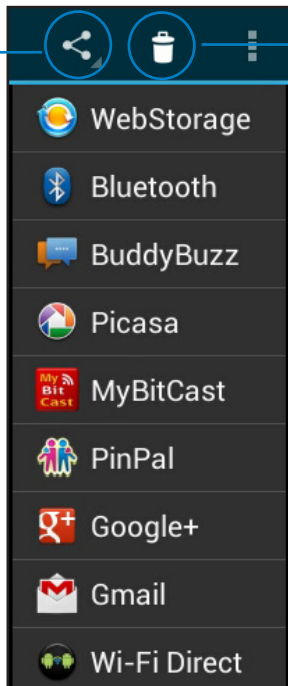 WebStorage
Bluetooth
BuddyBuzz
Picasa
My
Bit
Cast
MyBitCast
PinPal
g+
Google+
Gmail
Wi-Fi Direct